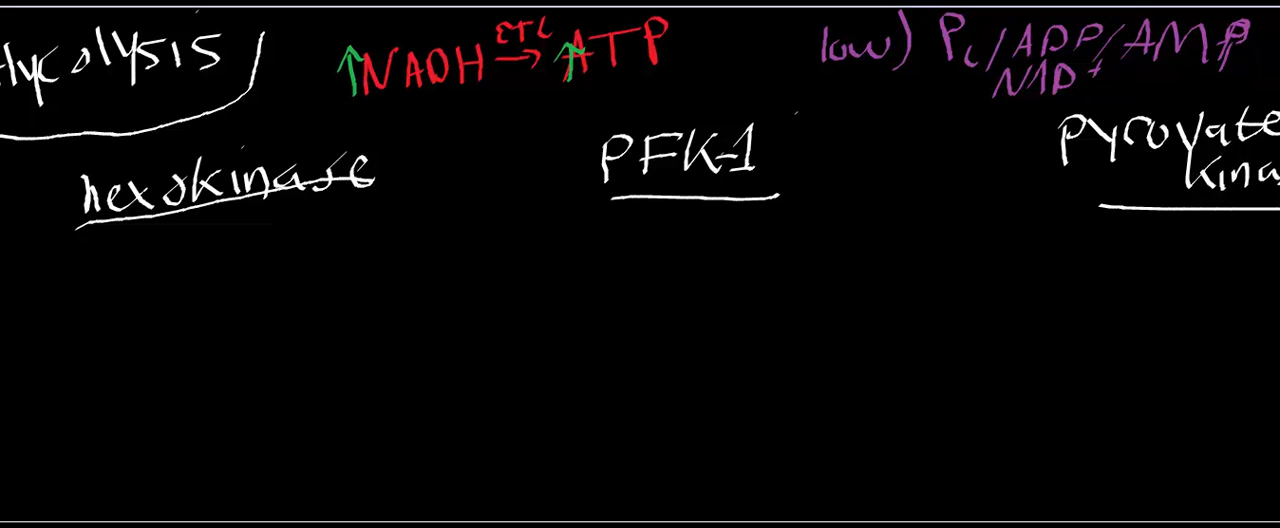 lycolysis
↑NADH ETC → ↑ATP
low) Pi/ADP/AMP
NAD+
hexokinase
PFK-1
pyruvate
kina